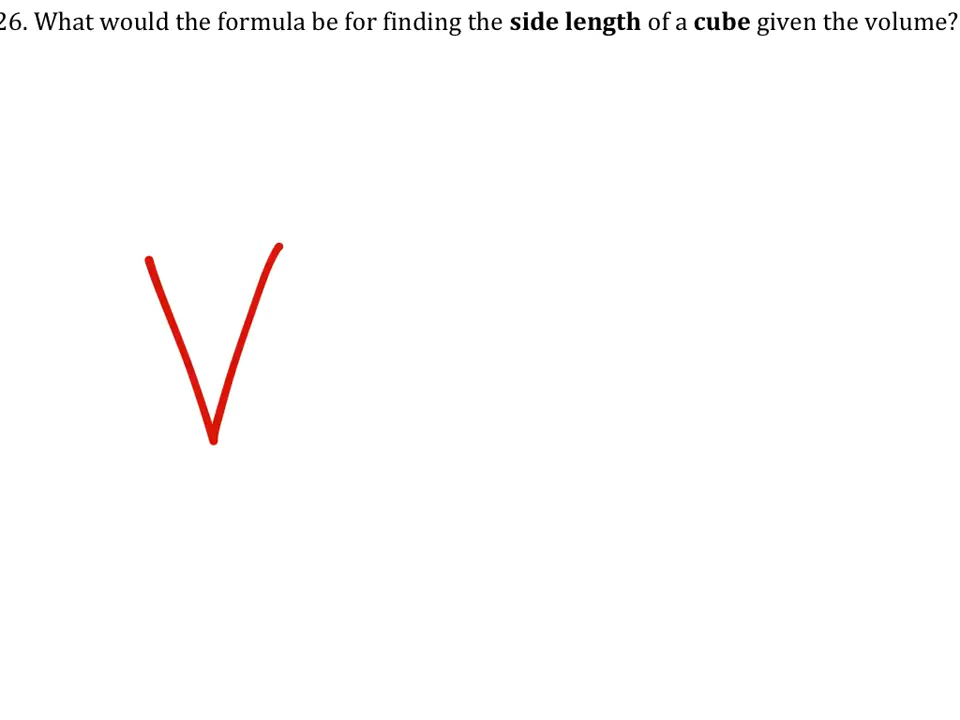 26. What would the formula be for finding the side length of a cube given the volume?
V